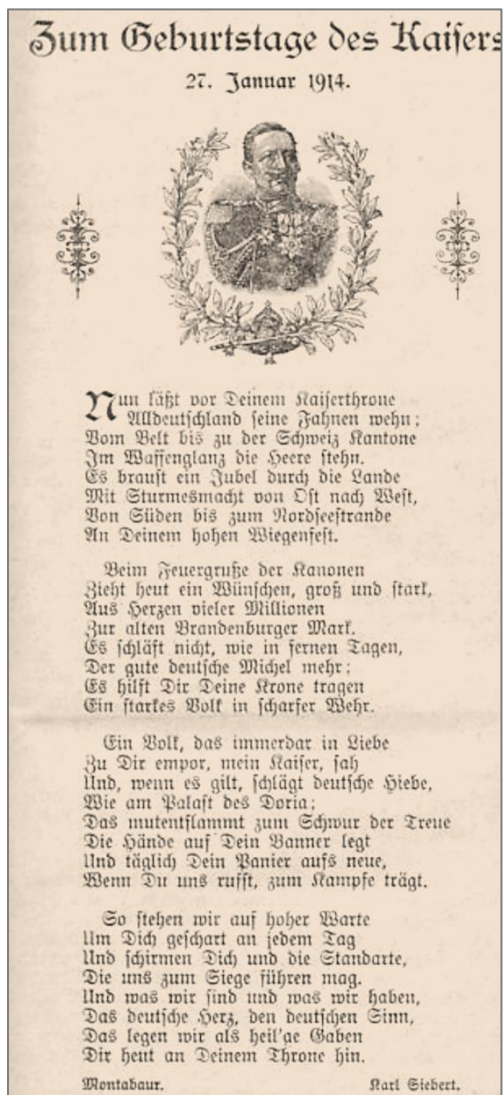 Zum Geburtstage des Kaisers
27. Januar 1914.
Nun läßt vor Deinem Kaiserthrone
Alldeutschland seine Fahnen wehn;
Vom Belt bis zu der Schweiz Kantone
Im Waffenglanz die Heere stehn.
Es braust ein Jubel durch die Lande
Mit Sturmesmacht von Ost nach West,
Von Süden bis zum Nordseestrande
An Deinem hohen Wiegenfest.
Beim Feuergruße der Kanonen
Zieht heut ein Wünschen, groß und stark,
Aus Herzen vieler Millionen
Zur alten Brandenburger Mark.
Es schläft nicht, wie in fernen Tagen,
Der gute deutsche Michel mehr;
Es hilft Dir Deine Krone tragen
Ein starkes Volk in scharfer Wehr.
Ein Volk, das immerdar in Liebe
Zu Dir empor, mein Kaiser, sah
Und, wenn es gilt, schlägt deutsche Hiebe,
Wie am Palast des Doria;
Das mutentflammt zum Schwur der Treue
Die Hände auf Dein Banner legt
Und täglich Dein Panier aufs neue,
Wenn Du uns rufst, zum Kampfe trägt.
So stehen wir auf hoher Warte
Um Dich geschart an jedem Tag
Und schirmen Dich und die Standarte,
Die uns zum Siege führen mag.
Und was wir sind und was wir haben,
Das deutsche Herz, den deutschen Sinn,
Das legen wir als heil'ge Gaben
Dir heut an Deinem Throne hin.
Montabaur. Karl Siebert.